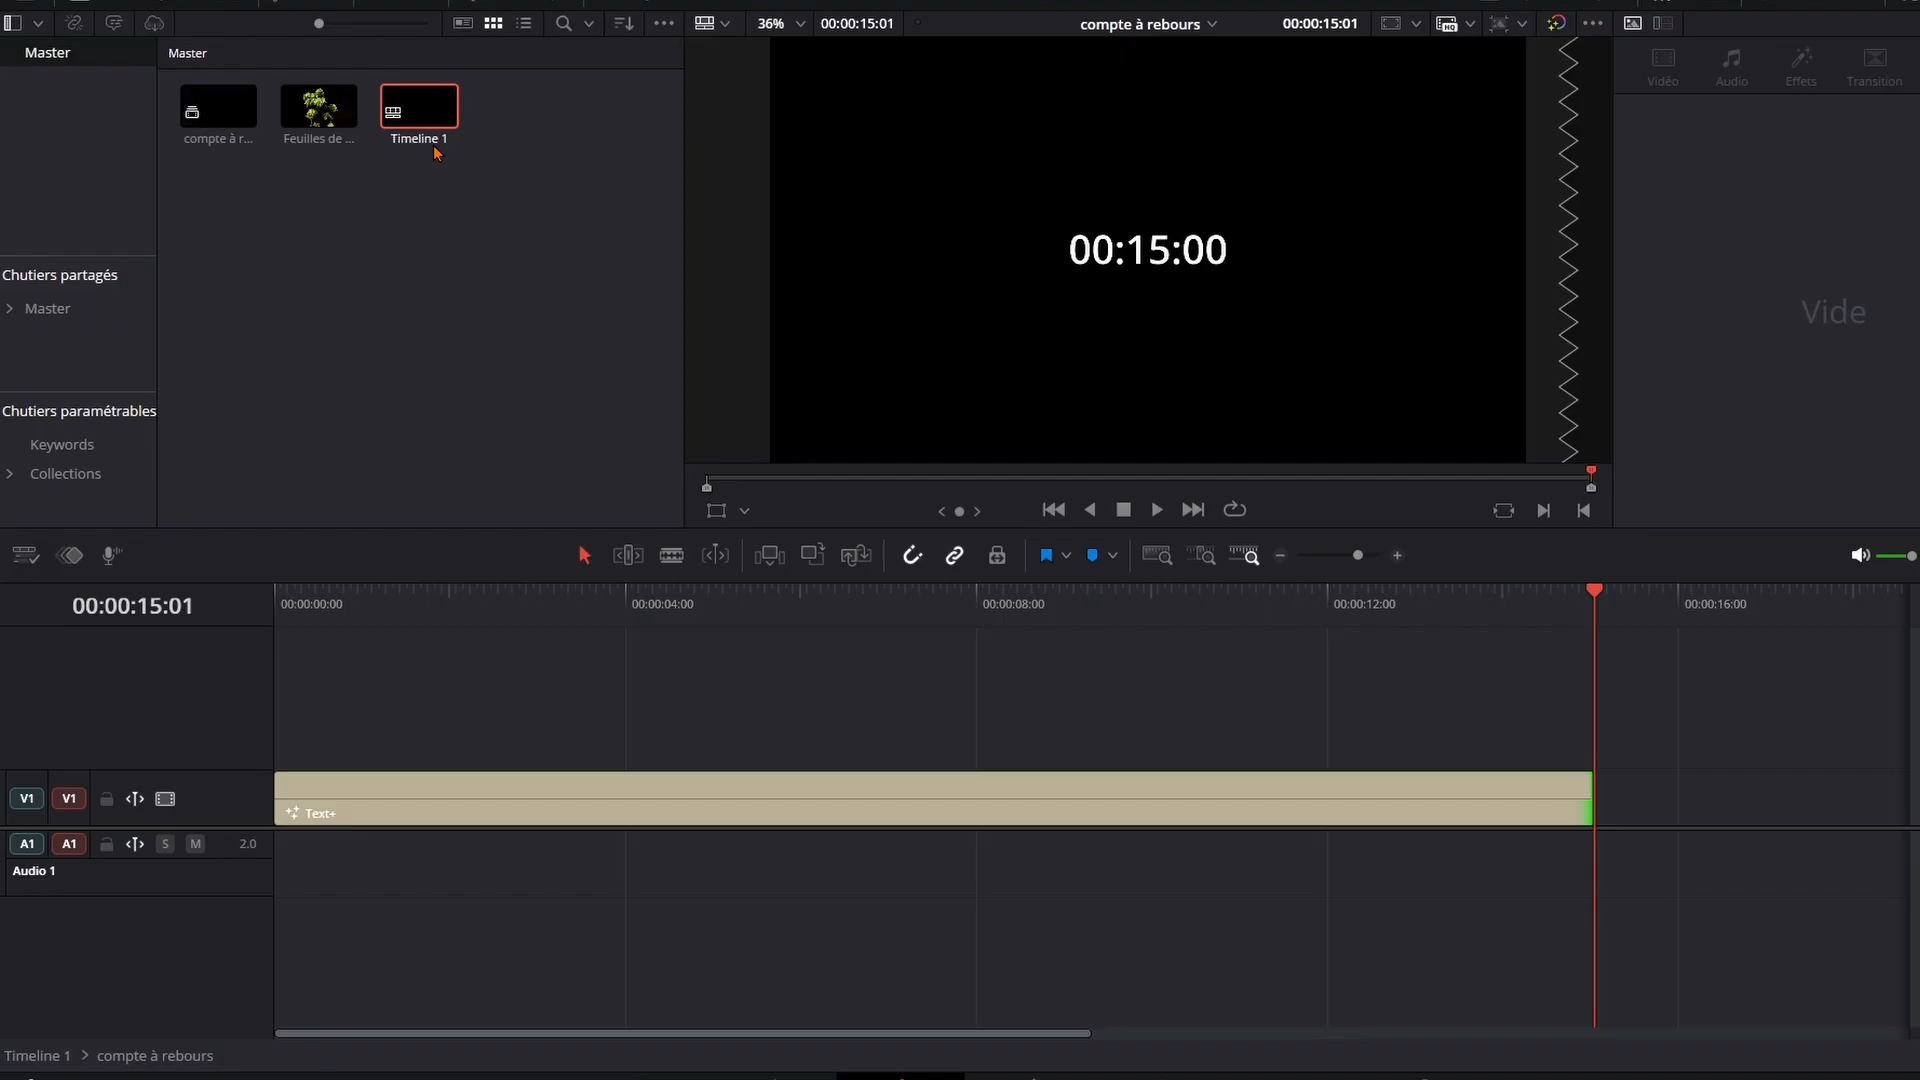 36%
00:00:15:01
compte à rebours
00:00:15:01
Master
Master
Vidéo
Audio
Effets
Transition
compte à r...
Feuilles de ...
Timeline 1
00:15:00
Chutiers partagés
Master
Vide
Chutiers paramétrables
Keywords
Collections
00:00:15:01
00:00:00:00
00:00:04:00
00:00:08:00
00:00:12:00
00:00:16:00
V1
V1
Text+
A1
A1
S
M
2.0
Audio 1
Timeline 1 > compte à rebours